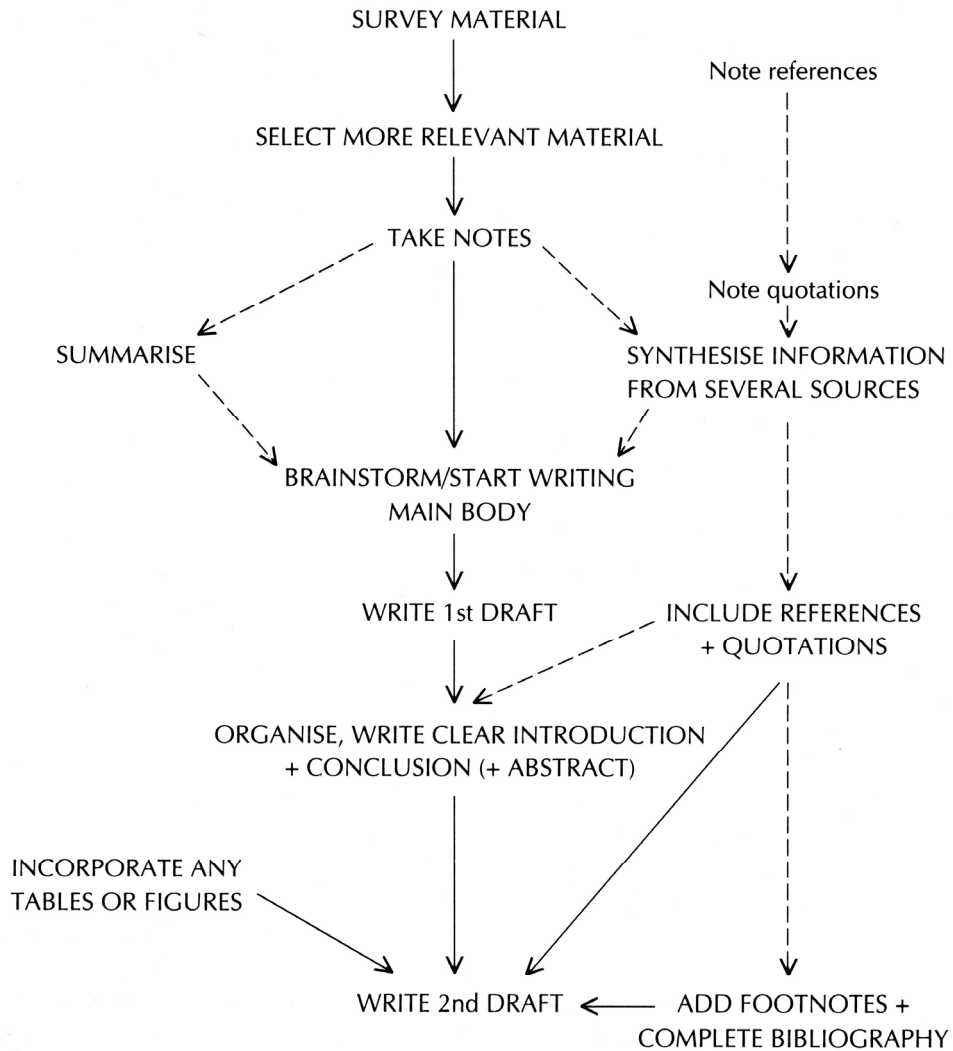 SURVEY MATERIAL
Note references
SELECT MORE RELEVANT MATERIAL
TAKE NOTES
Note quotations
SUMMARISE
SYNTHESISE INFORMATION
FROM SEVERAL SOURCES
BRAINSTORM/START WRITING
MAIN BODY
WRITE 1st DRAFT
INCLUDE REFERENCES
+ QUOTATIONS
ORGANISE, WRITE CLEAR INTRODUCTION
+ CONCLUSION (+ ABSTRACT)
INCORPORATE ANY
TABLES OR FIGURES
WRITE 2nd DRAFT
ADD FOOTNOTES +
COMPLETE BIBLIOGRAPHY